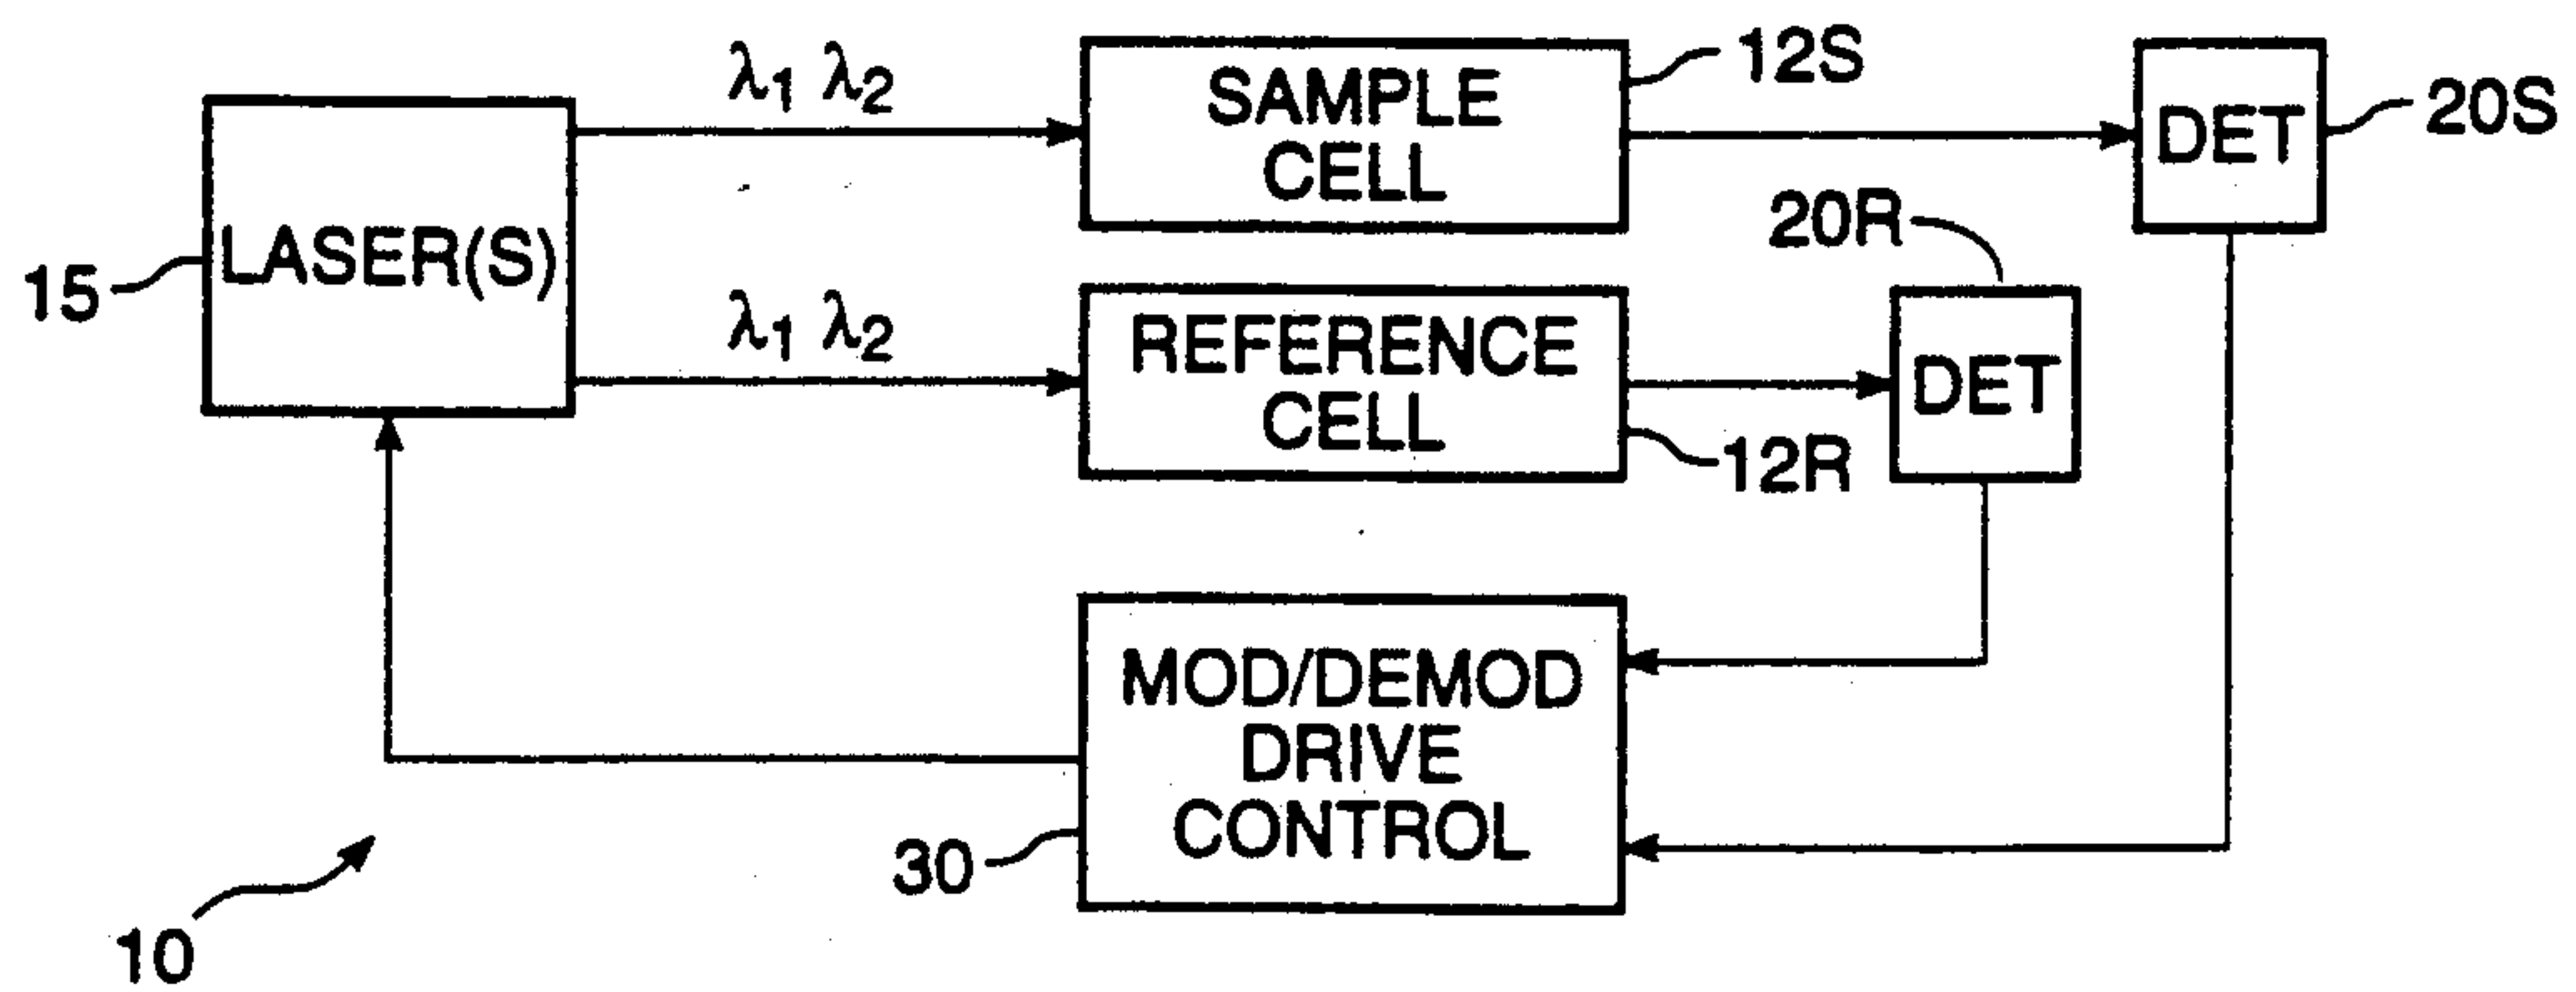 λ1 λ2
SAMPLE
CELL
12S
DET
20S
15
LASER(S)
20R
λ1 λ2
REFERENCE
CELL
12R
DET
MOD/DEMOD
DRIVE
CONTROL
30
10